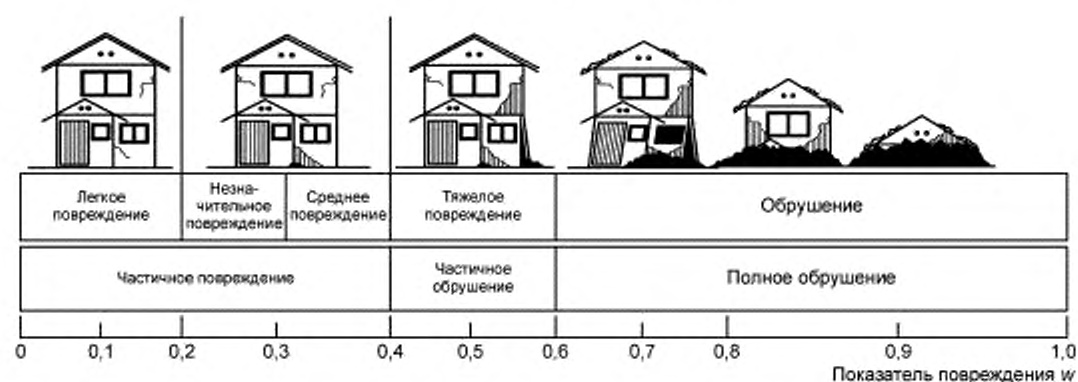 Легкое
повреждение
Незна-
чительное
повреждение
Среднее
повреждение
Тяжелое
повреждение
Обрушение
Частичное повреждение
Частичное
обрушение
Полное обрушение
0 0,1 0,2 0,3 0,4 0,5 0,6 0,7 0,8 0,9 1,0
Показатель повреждения w